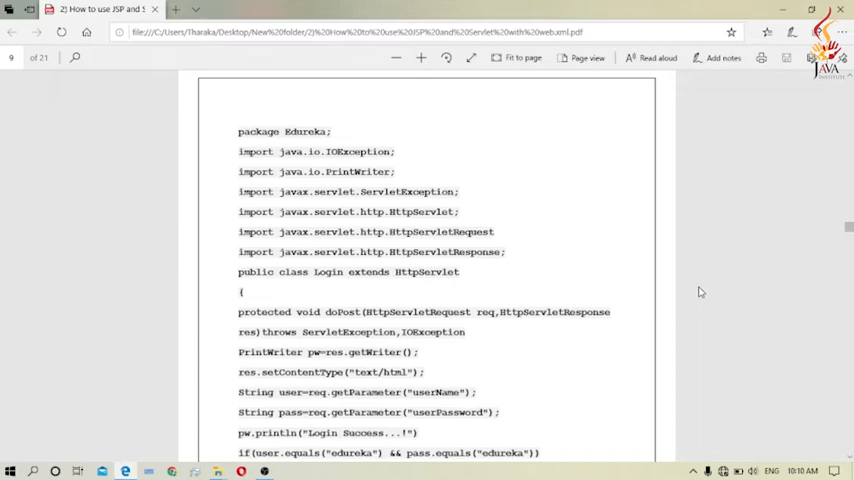 2) How to use JSP and S
file:///C:/Users/Tharaka/Desktop/New%20folder/2)%20How%20to%20use%20JSP%20and%20Servlet%20with%20web.xml.pdf
9 of 21
Fit to page
Page view
Read aloud
Add notes
JAVA
INSTITUTE
package Edureka;
import java.io.IOException;
import java.io.PrintWriter;
import javax.servlet.ServletException;
import javax.servlet.http.HttpServlet;
import javax.servlet.http.HttpServletRequest
import javax.servlet.http.HttpServletResponse;
public class Login extends HttpServlet
{
protected void doPost(HttpServletRequest req,HttpServletResponse
res)throws ServletException,IOException
PrintWriter pw=res.getWriter();
res.setContentType("text/html");
String user=req.getParameter("userName");
String pass=req.getParameter("userPassword");
pw.println("Login Success...!")
if(user.equals("edureka") && pass.equals("edureka"))
ENG
10:10 AM